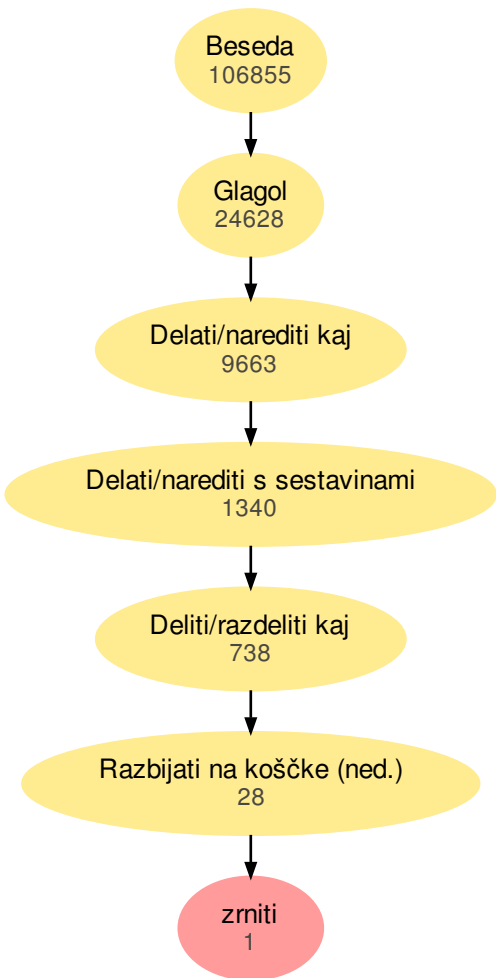 Beseda
106855
Glagol
24628
Delati/narediti kaj
9663
Delati/narediti s sestavinami
1340
Deliti/razdeliti kaj
738
Razbijati na koščke (ned.)
28
zrniti
1